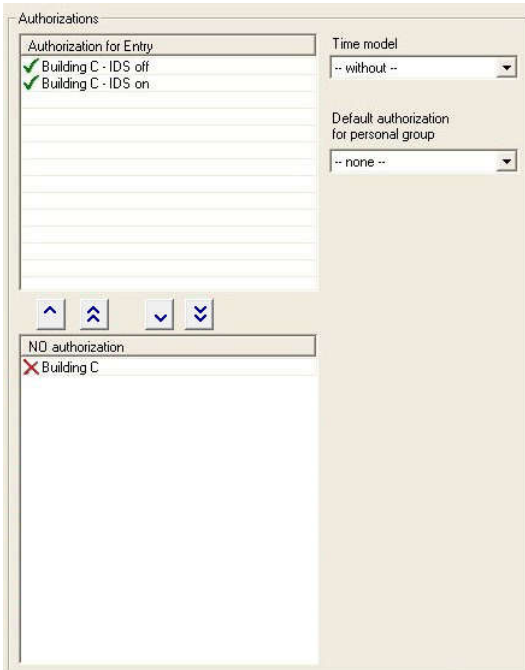 Authorizations
Authorization for Entry
Building C - IDS off
Building C - IDS on
Time model
-- without --
Default authorization
for personal group
-- none --
NO authorization
Building C